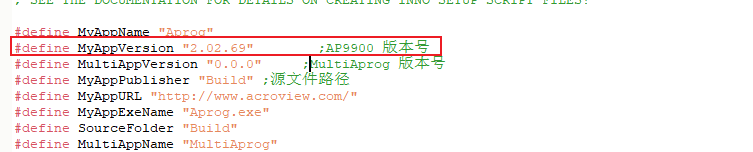 ; SEE THE DOCUMENTATION FOR DETAILS ON CREATING INNO SETUP SCRIPT FILES!
#define MyAppName "Aprog"
#define MyAppVersion "2.02.69" ;AP9900 版本号
#define MultiAppVersion "0.0.0" ;MultiAprog 版本号
#define MyAppPublisher "Build" ;源文件路径
#define MyAppURL "http://www.acroview.com/"
#define MyAppExeName "Aprog.exe"
#define SourceFolder "Build"
#define MultiAppName "MultiAprog"